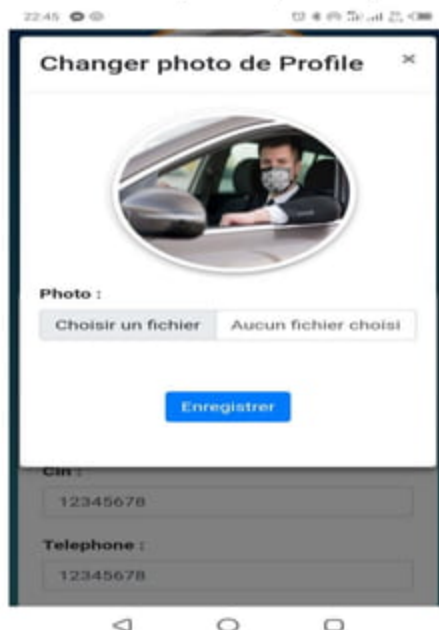 22:45
Changer photo de Profile ×
Photo :
Choisir un fichier Aucun fichier choisi
Enregistrer
Cin :
12345678
Telephone :
12345678